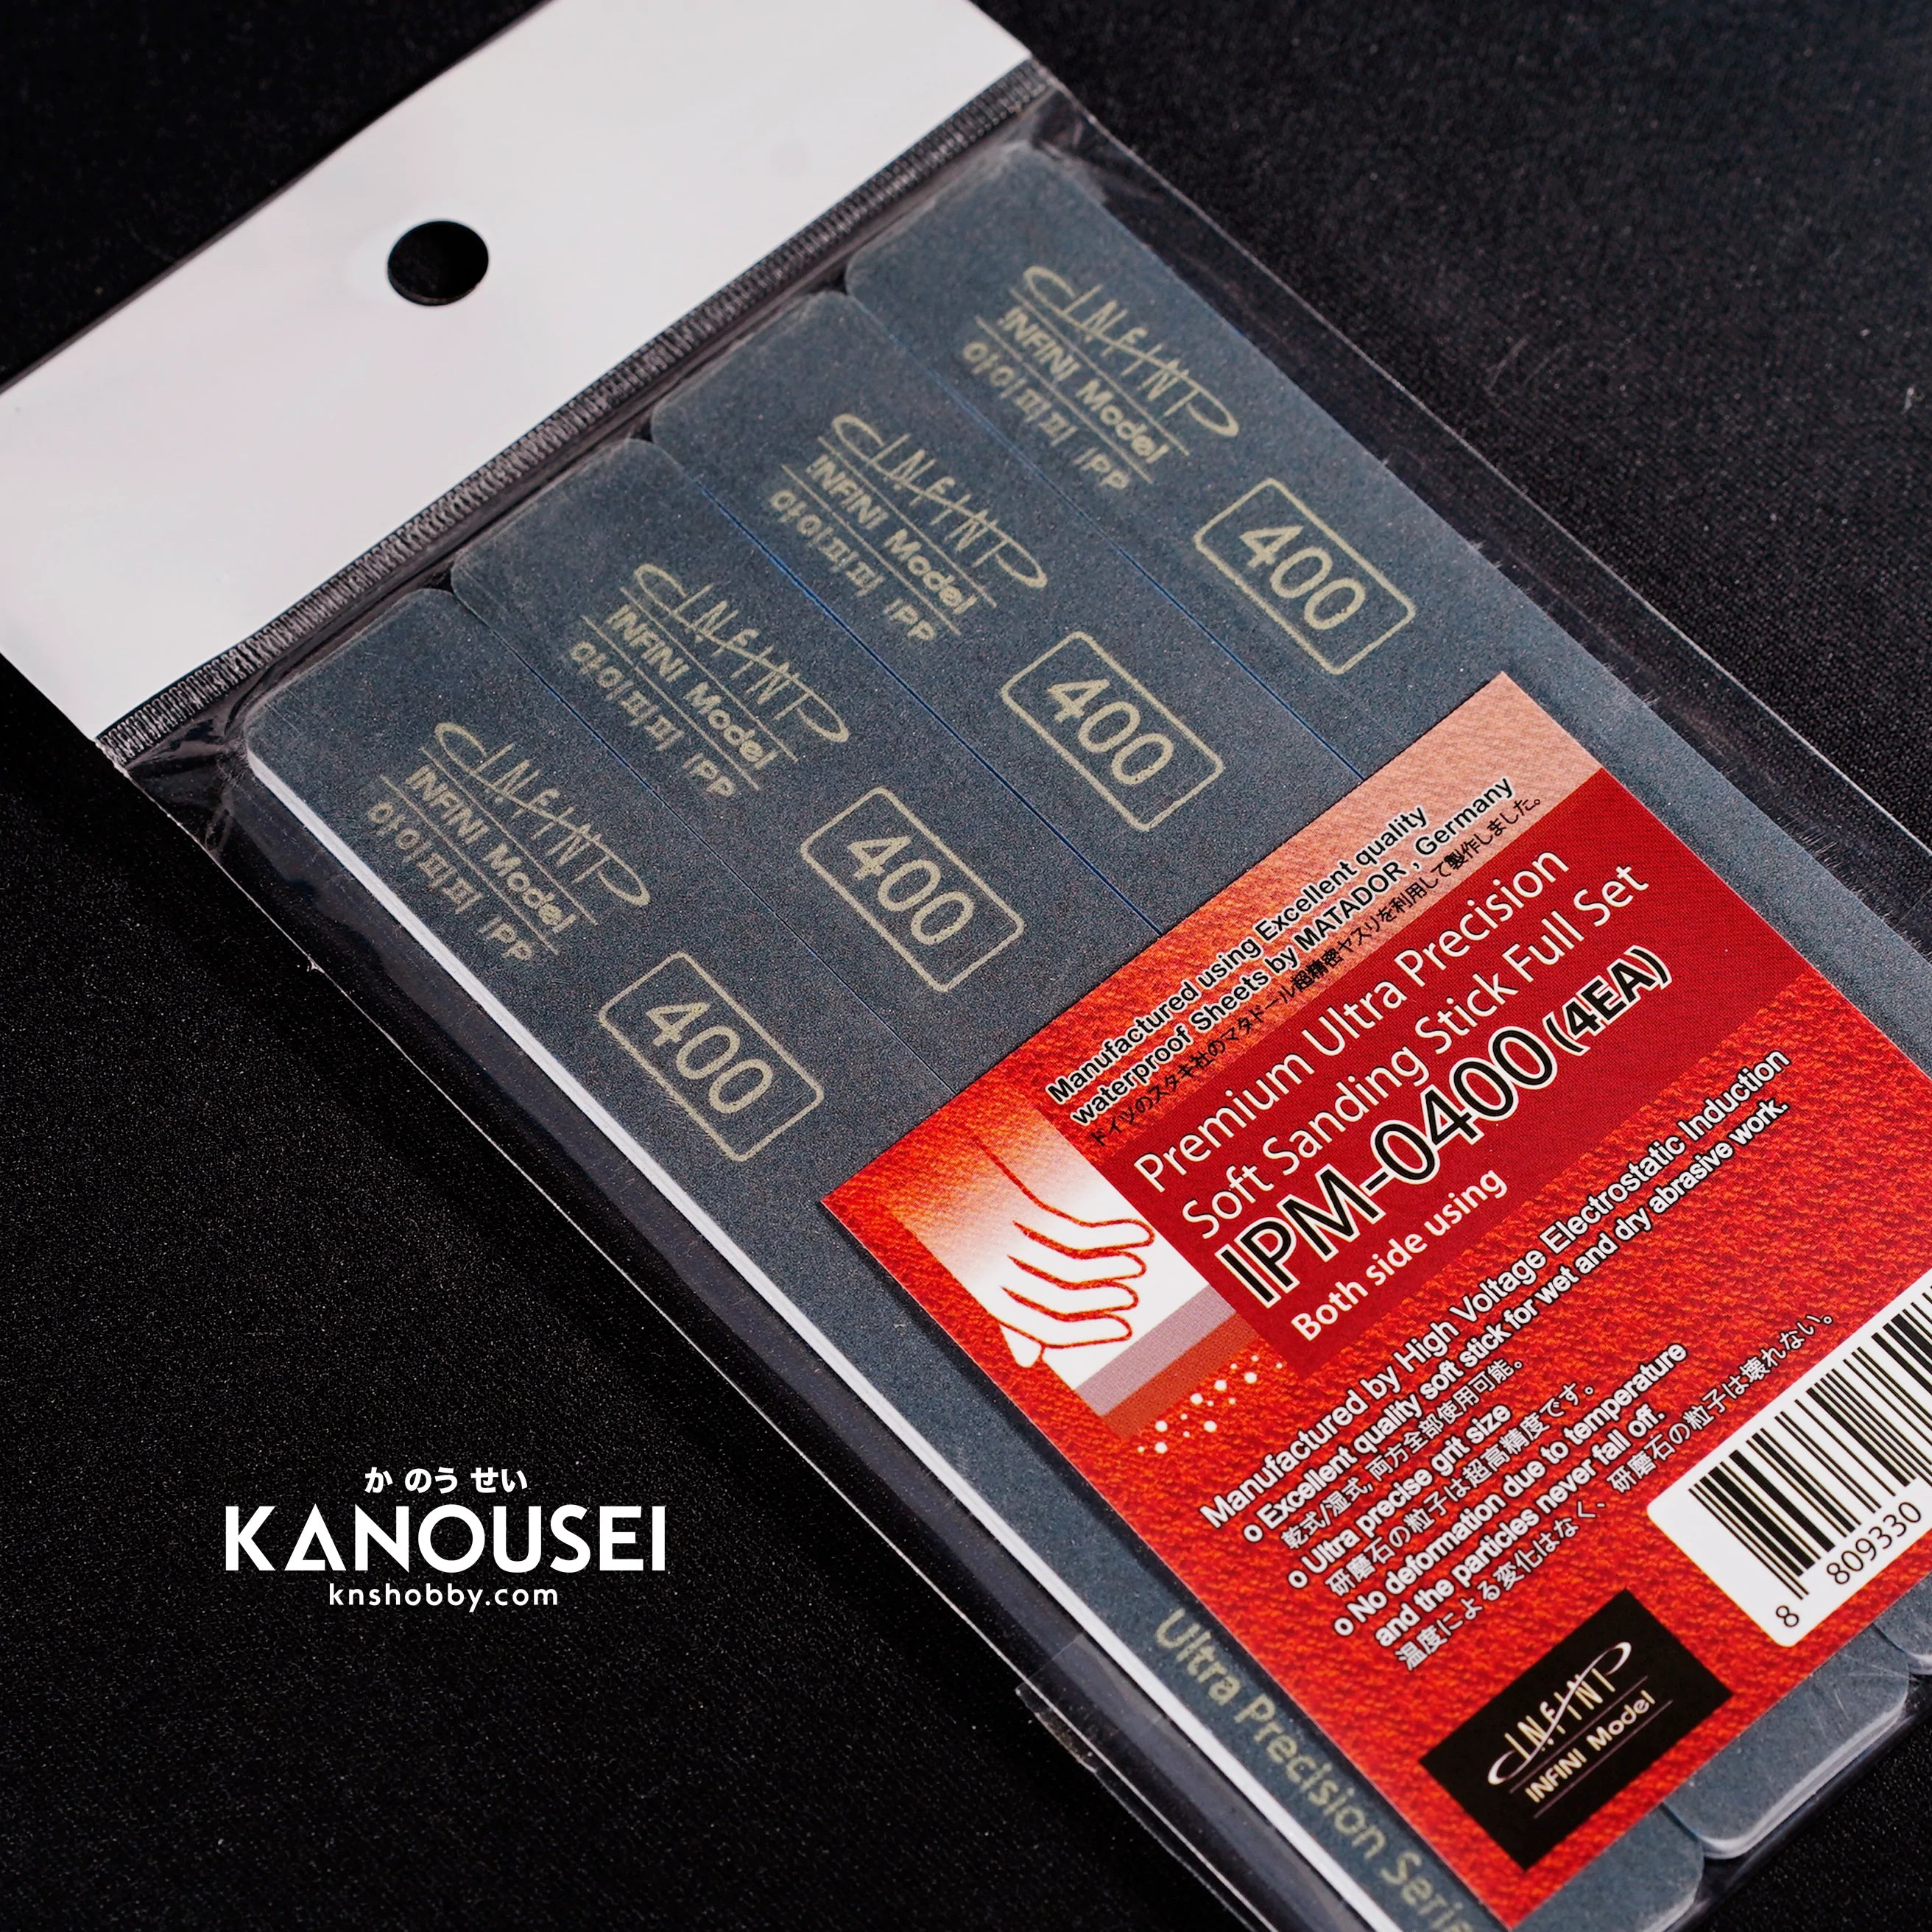 INFINI
INFINI Model
아이피피 IPP
400
INFINI
INFINI Model
아이피피 IPP
400
INFINI
INFINI Model
아이피피 IPP
400
INFINI
INFINI Model
아이피피 IPP
400
Manufactured using Excellent quality
waterproof Sheets by MATADOR , Germany
ドイツのスタキ社のマタドール超精密ヤスリを利用して製作しました。
Premium Ultra Precision
Soft Sanding Stick Full Set
IPM-0400 (4EA)
Both side using
Manufactured by High Voltage Electrostatic Induction
o Excellent quality soft stick for wet and dry abrasive work.
乾式/湿式, 両方全部使用可能。
o Ultra precise grit size
研磨石の粒子は超高精度です。
o No deformation due to temperature
and the particles never fall off.
温度による変化はなく、研磨石の粒子は壊れない。
8 809330
INFINI
INFINI Model
Ultra Precision Serie
か のう せい
KANOUSEI
knshobby.com